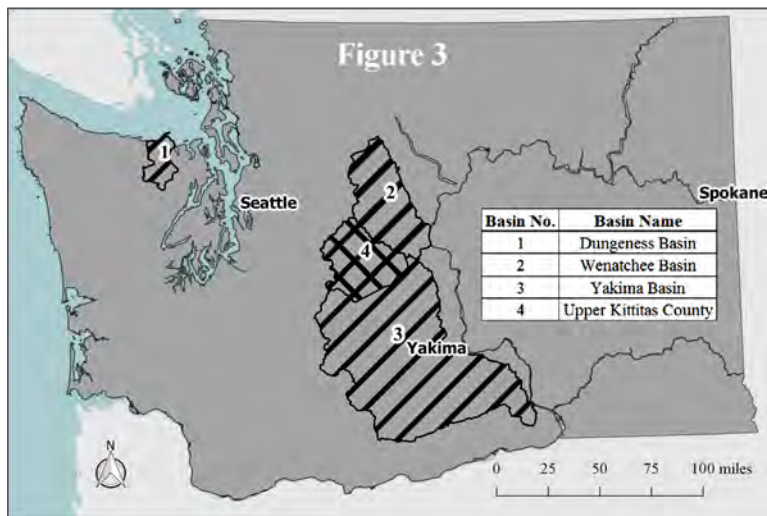 Figure 3
1
Seattle
2
Spokane
4
3
Yakima
Basin No. Basin Name
1 Dungeness Basin
2 Wenatchee Basin
3 Yakima Basin
4 Upper Kittitas County
N
0 25 50 75 100 miles